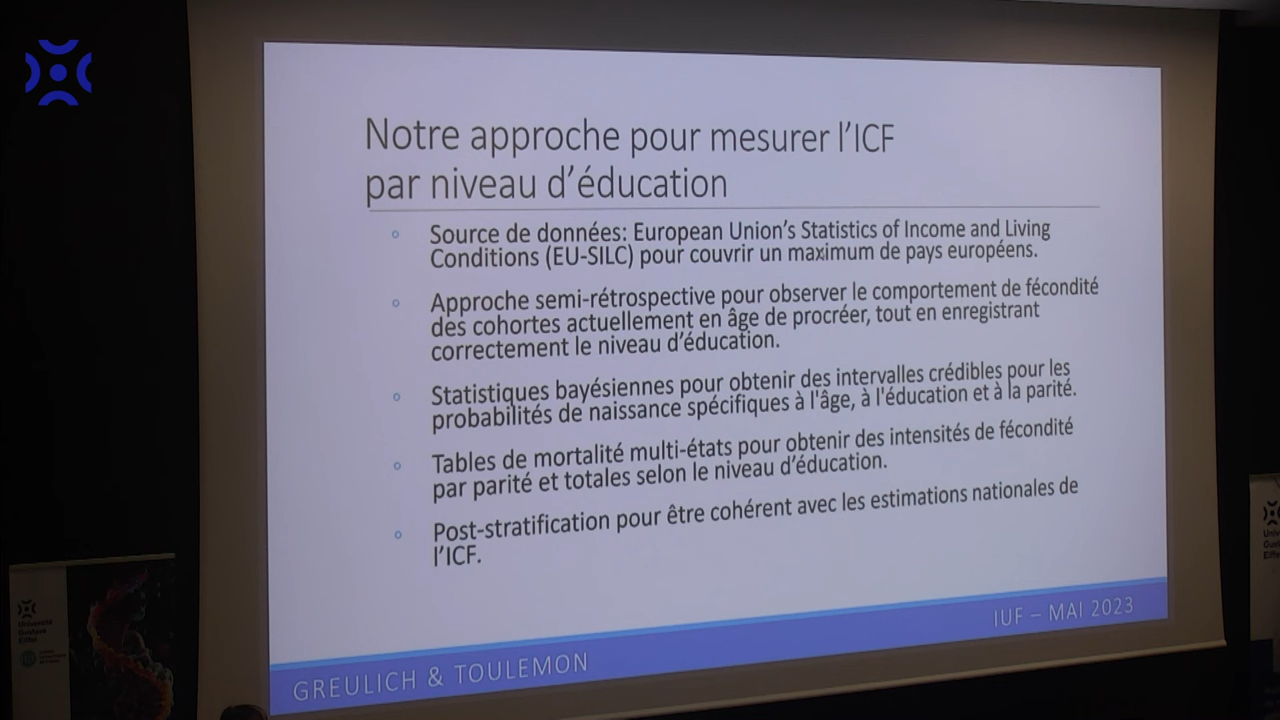 Notre approche pour mesurer l'ICF
par niveau d'éducation
Source de données: European Union's Statistics of Income and Living
Conditions (EU-SILC) pour couvrir un maximum de pays européens.
Approche semi-rétrospective pour observer le comportement de fécondité
des cohortes actuellement en âge de procréer, tout en enregistrant
correctement le niveau d'éducation.
Statistiques bayésiennes pour obtenir des intervalles crédibles pour les
probabilités de naissance spécifiques à l'âge, à l'éducation et à la parité.
Tables de mortalité multi-états pour obtenir des intensités de fécondité
par parité et totales selon le niveau d'éducation.
Post-stratification pour être cohérent avec les estimations nationales de
l'ICF.
GREULICH & TOULEMON
IUF – MAI 2023
Université
Gustave
Eiffel